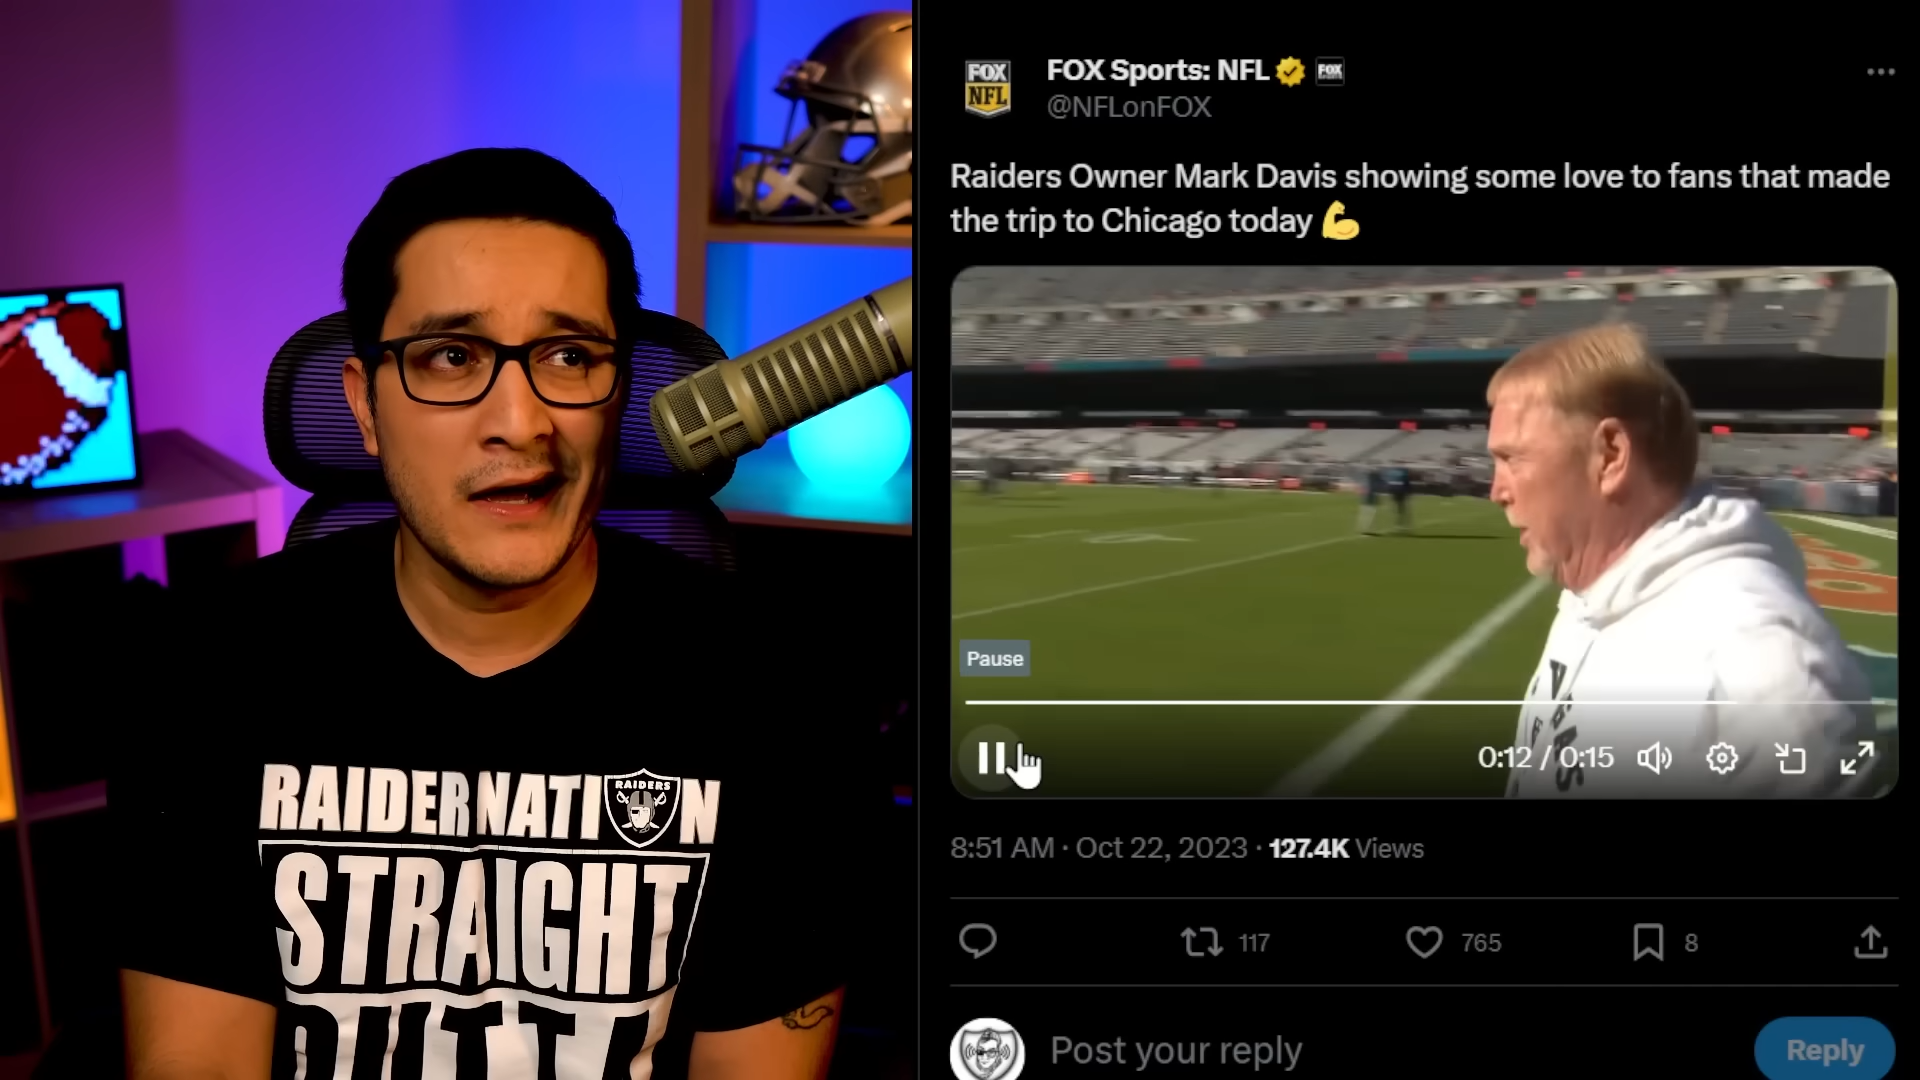 FOX
NFL
FOX Sports: NFL
FOX
@NFLonFOX
Raiders Owner Mark Davis showing some love to fans that made
the trip to Chicago today
Pause
0:12 / 0:15
8:51 AM · Oct 22, 2023 · 127.4K Views
117
765
8
Post your reply
Reply
RAIDER NATION
RAIDERS
STRAIGHT
OUTTA